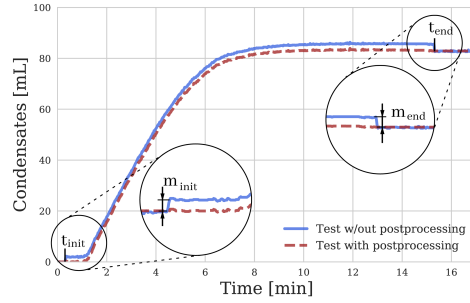 100
80
60
40
20
0
0 2 4 6 8 10 12 14 16
Condensates [mL]
Time [min]
t_end
m_end
m_init
t_init
Test w/out postprocessing
Test with postprocessing